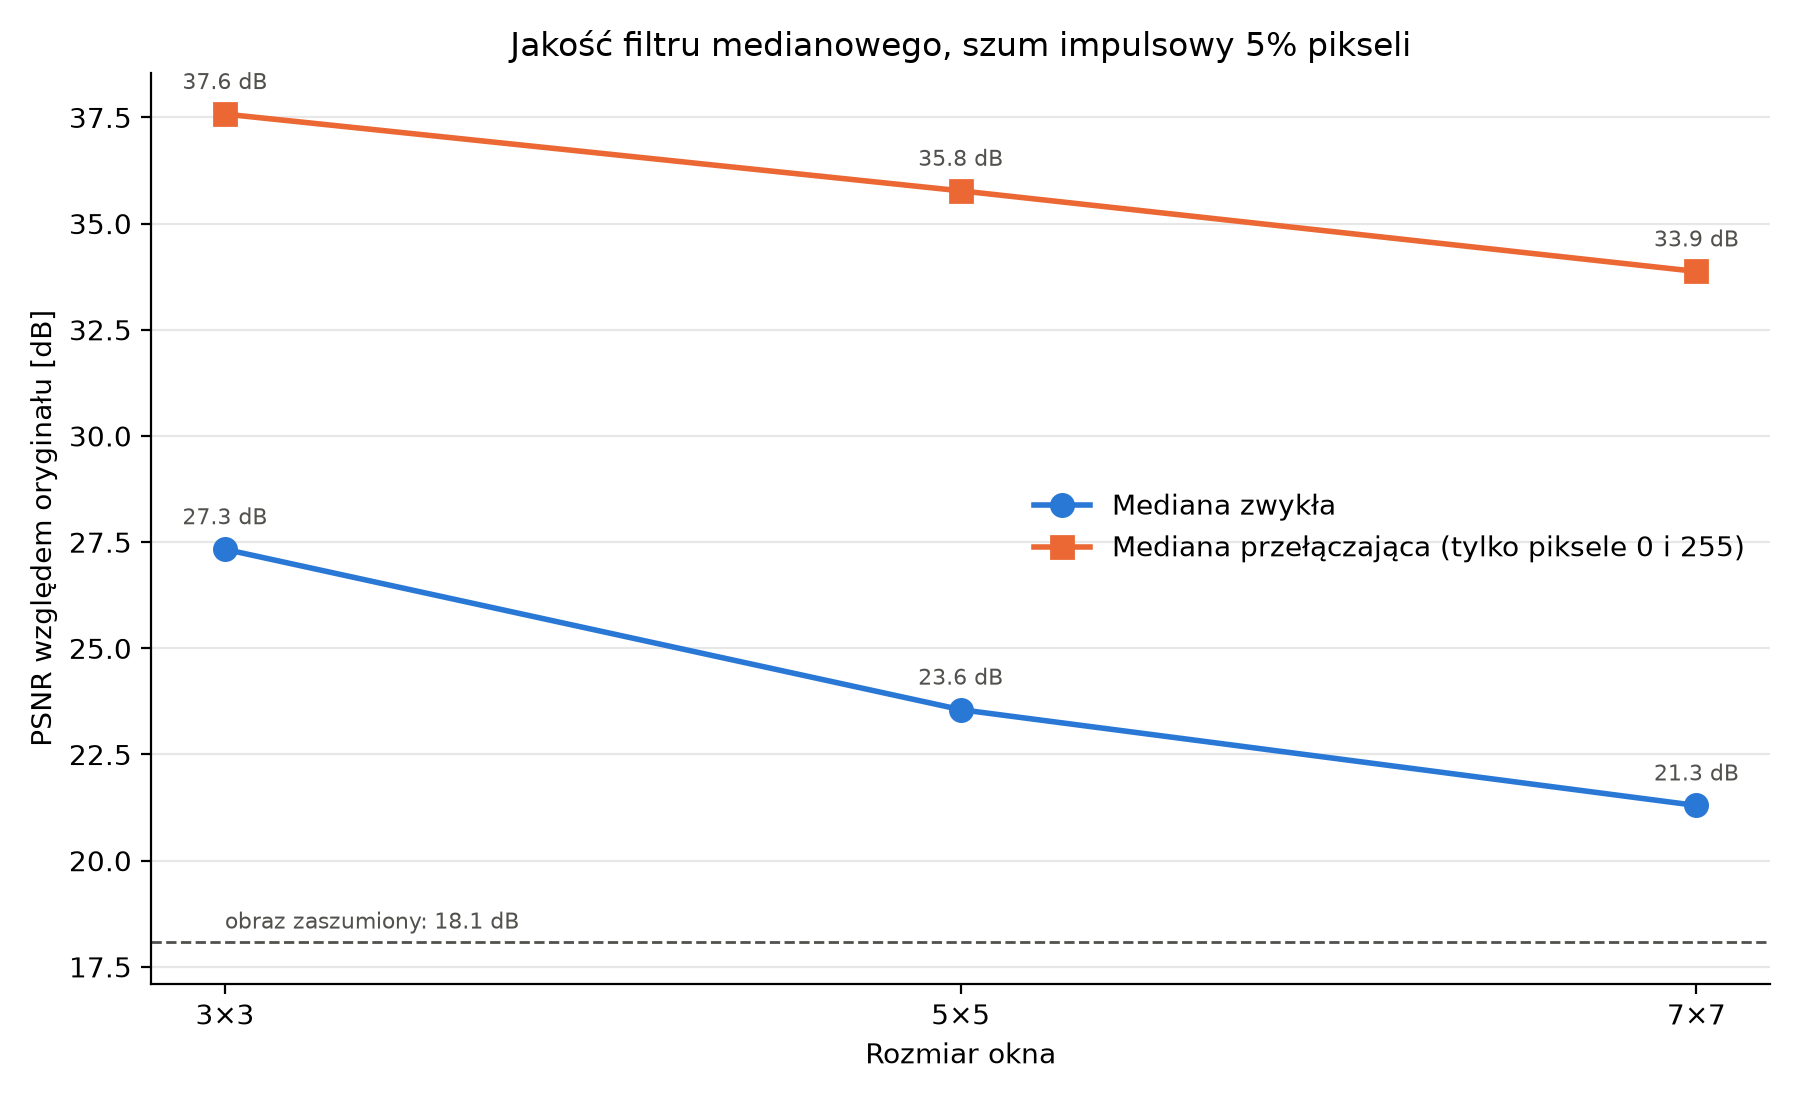 Jakość filtru medianowego, szum impulsowy 5% pikseli
PSNR względem oryginału [dB]
37.5
35.0
32.5
30.0
27.5
25.0
22.5
20.0
17.5
37.6 dB
35.8 dB
33.9 dB
27.3 dB
23.6 dB
21.3 dB
Mediana zwykła
Mediana przełączająca (tylko piksele 0 i 255)
obraz zaszumiony: 18.1 dB
3×3
5×5
7×7
Rozmiar okna